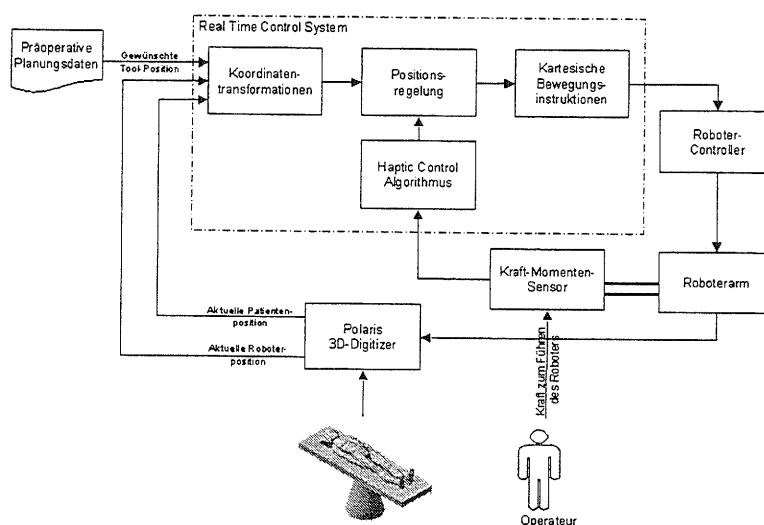 Real Time Control System
Präoperative
Planungsdaten
Gewünschte
Tool-Position
Koordinaten-
transformationen
Positions-
regelung
Kartesische
Bewegungs-
instruktionen
Roboter-
Controller
Haptic Control
Algorithmus
Kraft-Momenten-
Sensor
Roboterarm
Aktuelle Patienten-
position
Polaris
3D-Digitizer
Aktuelle Roboter-
position
Kraft zum Führen
des Roboters
Operateur